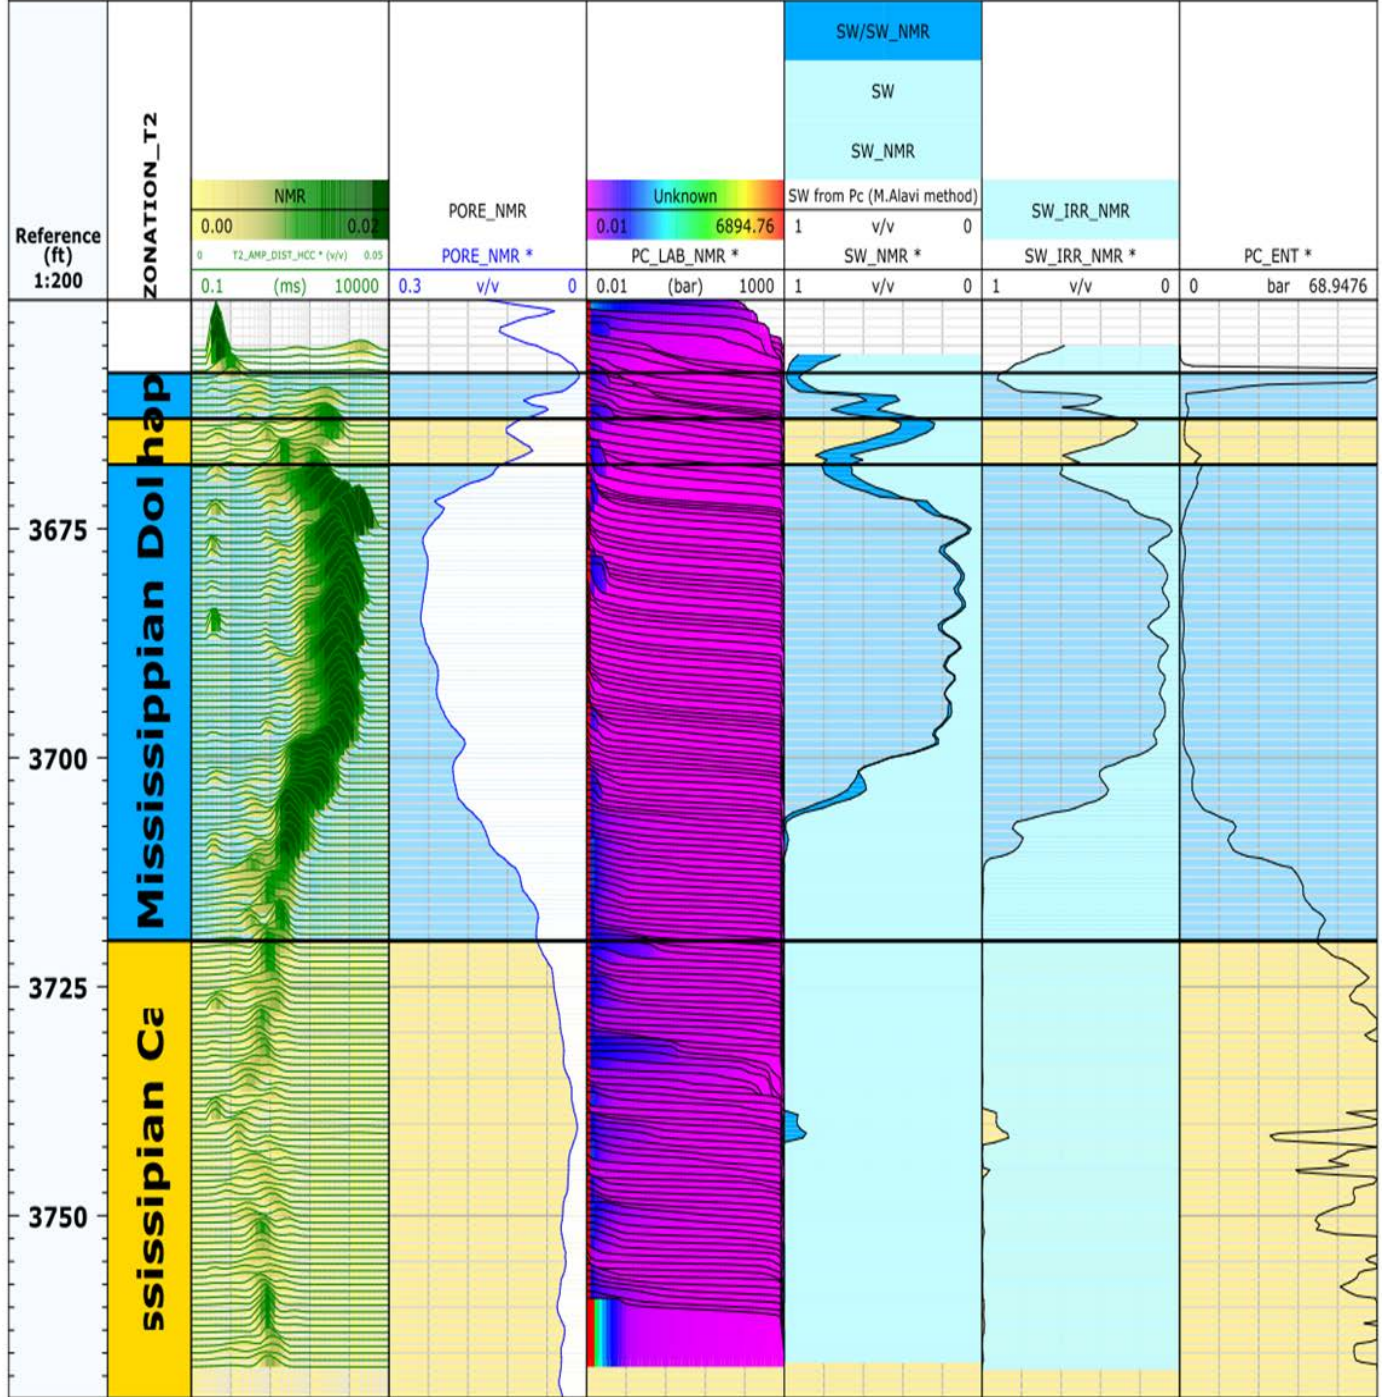 SW/SW_NMR
SW
SW_NMR
ZONATION_T2
NMR
0.00 0.02
Unknown
0.01 6894.76
SW from Pc (M.Alavi method)
1 v/v 0
PORE_NMR
SW_IRR_NMR
Reference
(ft)
1:200
0 T2_AMP_DIST_HCC * (v/v) 0.05
PORE_NMR *
PC_LAB_NMR *
SW_NMR *
SW_IRR_NMR *
PC_ENT *
0.1 (ms) 10000
0.3 v/v 0
0.01 (bar) 1000
1 v/v 0
1 v/v 0
0 bar 68.9476
hap
Mississippian Dol
3675
3700
3725
3750
ssissipian Ca